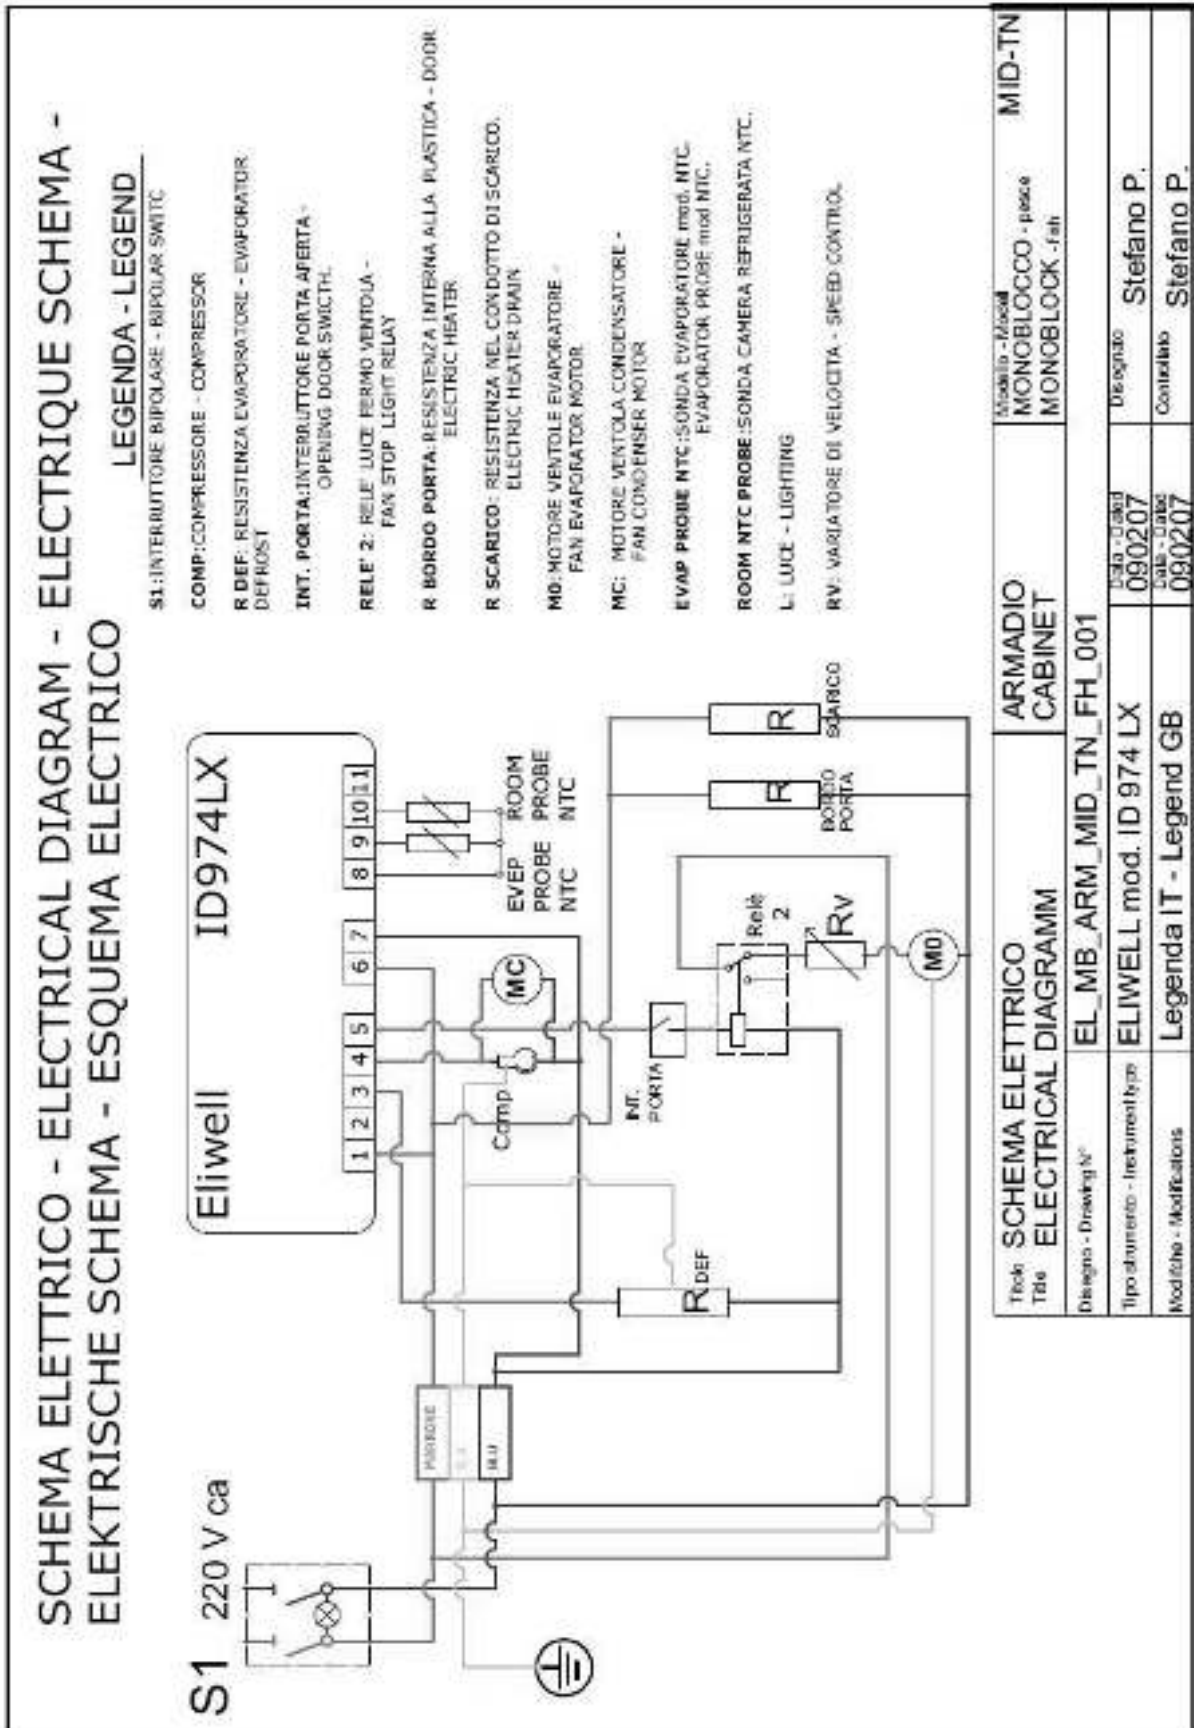 SCHEMA ELETTRICO - ELECTRICAL DIAGRAM - ELECTRIQUE SCHEMA -
ELEKTRISCHE SCHEMA - ESQUEMA ELECTRICO
S1 220 V ca
MARRONE
BLU
Eliwell ID974LX
1 2 3 4 5 6 7 8 9 10 11
Comp
MC
EVEP
PROBE
NTC
ROOM
PROBE
NTC
INT.
PORTA
Relè
2
RV
M0
R DEF
R
BORDO
PORTA
R
SCARICO
LEGENDA - LEGEND
S1:INTERRUTTORE BIPOLARE - BIPOLAR SWITC
COMP:COMPRESSORE - COMPRESSOR
R DEF: RESISTENZA EVAPORATORE - EVAPORATOR
DEFROST
INT. PORTA:INTERRUTTORE PORTA APERTA -
OPENING DOOR SWICTH.
RELE' 2: RELE' LUCE FERMO VENTOLA -
FAN STOP LIGHT RELAY
R BORDO PORTA:RESISTENZA INTERNA ALLA PLASTICA - DOOR
ELECTRIC HEATER
R SCARICO: RESISTENZA NEL CONDOTTO DI SCARICO.
ELECTRIC HEATER DRAIN
M0:MOTORE VENTOLE EVAPORATORE -
FAN EVAPORATOR MOTOR
MC: MOTORE VENTOLA CONDENSATORE -
FAN CONDENSER MOTOR
EVAP PROBE NTC:SONDA EVAPORATORE mod. NTC.
EVAPORATOR PROBE mod NTC.
ROOM NTC PROBE:SONDA CAMERA REFRIGERATA NTC.
L: LUCE - LIGHTING
RV: VARIATORE DI VELOCITA - SPEED CONTROL
Titolo SCHEMA ELETTRICO
Title ELECTRICAL DIAGRAMM
ARMADIO
CABINET
Modello - Model
MONOBLOCCO - pesce
MONOBLOCK - fish
MID-TN
Disegno - Drawing N° EL_MB_ARM_MID_TN_FH_001
Tipo strumento - Instrument type ELIWELL mod. ID 974 LX
Data - Dated
090207
Disegnato
Stefano P.
Modifiche - Modifications Legenda IT - Legend GB
Data - Dated
090207
Controllato
Stefano P.